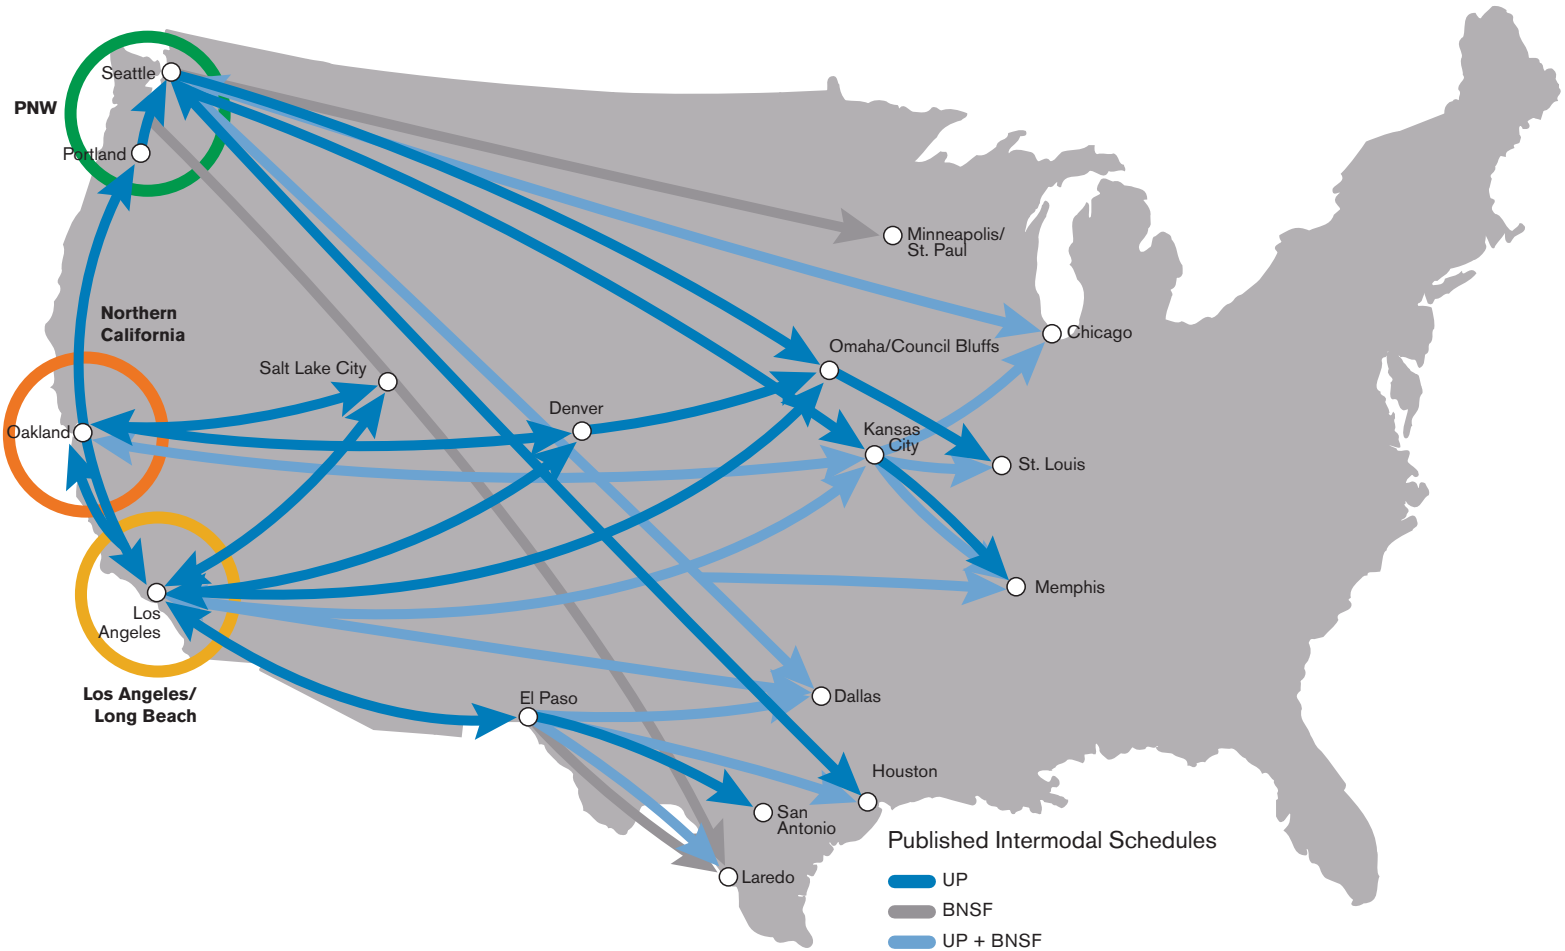 Seattle
PNW
Portland
Minneapolis/
St. Paul
Northern
California
Chicago
Omaha/Council Bluffs
Salt Lake City
Denver
Oakland
Kansas
City
St. Louis
Memphis
Los
Angeles
Los Angeles/
Long Beach
El Paso
Dallas
Houston
San
Antonio
Laredo
Published Intermodal Schedules
UP
BNSF
UP + BNSF